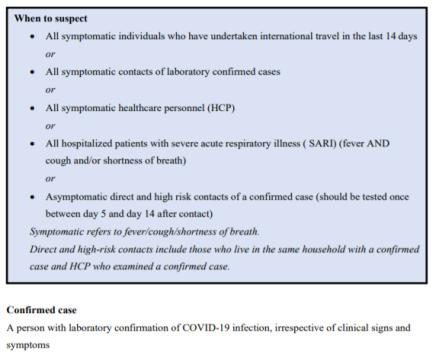 When to suspect
• All symptomatic individuals who have undertaken international travel in the last 14 days
or
• All symptomatic contacts of laboratory confirmed cases
or
• All symptomatic healthcare personnel (HCP)
or
• All hospitalized patients with severe acute respiratory illness ( SARI) (fever AND
cough and/or shortness of breath)
or
• Asymptomatic direct and high risk contacts of a confirmed case (should be tested once
between day 5 and day 14 after contact)
Symptomatic refers to fever/cough/shortness of breath.
Direct and high-risk contacts include those who live in the same household with a confirmed
case and HCP who examined a confirmed case.
Confirmed case
A person with laboratory confirmation of COVID-19 infection, irrespective of clinical signs and
symptoms